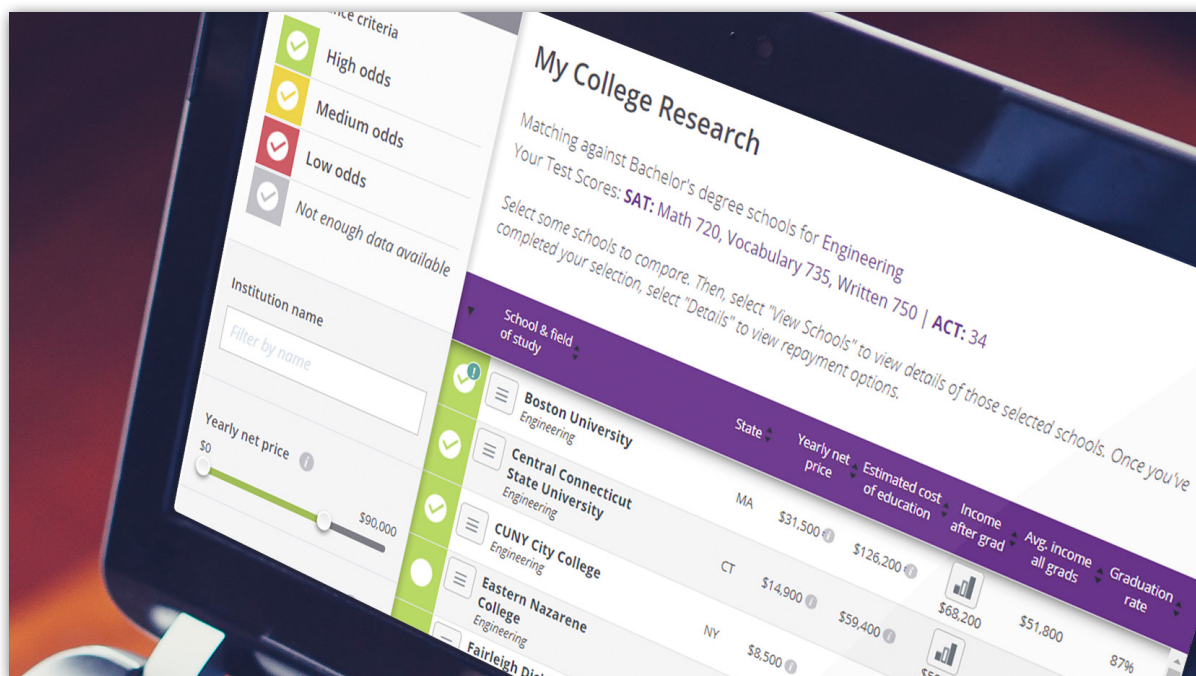 criteria
High odds
Medium odds
Low odds
Not enough data available
Institution name
Filter by name
Yearly net price
$0
$90,000
My College Research
Matching against Bachelor's degree schools for Engineering
Your Test Scores: SAT: Math 720, Vocabulary 735, Written 750 | ACT: 34
Select some schools to compare. Then, select "View Schools" to view details of those selected schools. Once you've
completed your selection, select "Details" to view repayment options.
School & field
of study
State
Yearly net
price
Estimated cost
of education
Income
after grad
Avg. income
all grads
Graduation
rate
Boston University
Engineering
MA
$31,500
$126,200
$68,200
$51,800
87%
Central Connecticut
State University
Engineering
CT
$14,900
$59,400
CUNY City College
Engineering
NY
$8,500
Eastern Nazarene
College
Engineering
Fairleigh